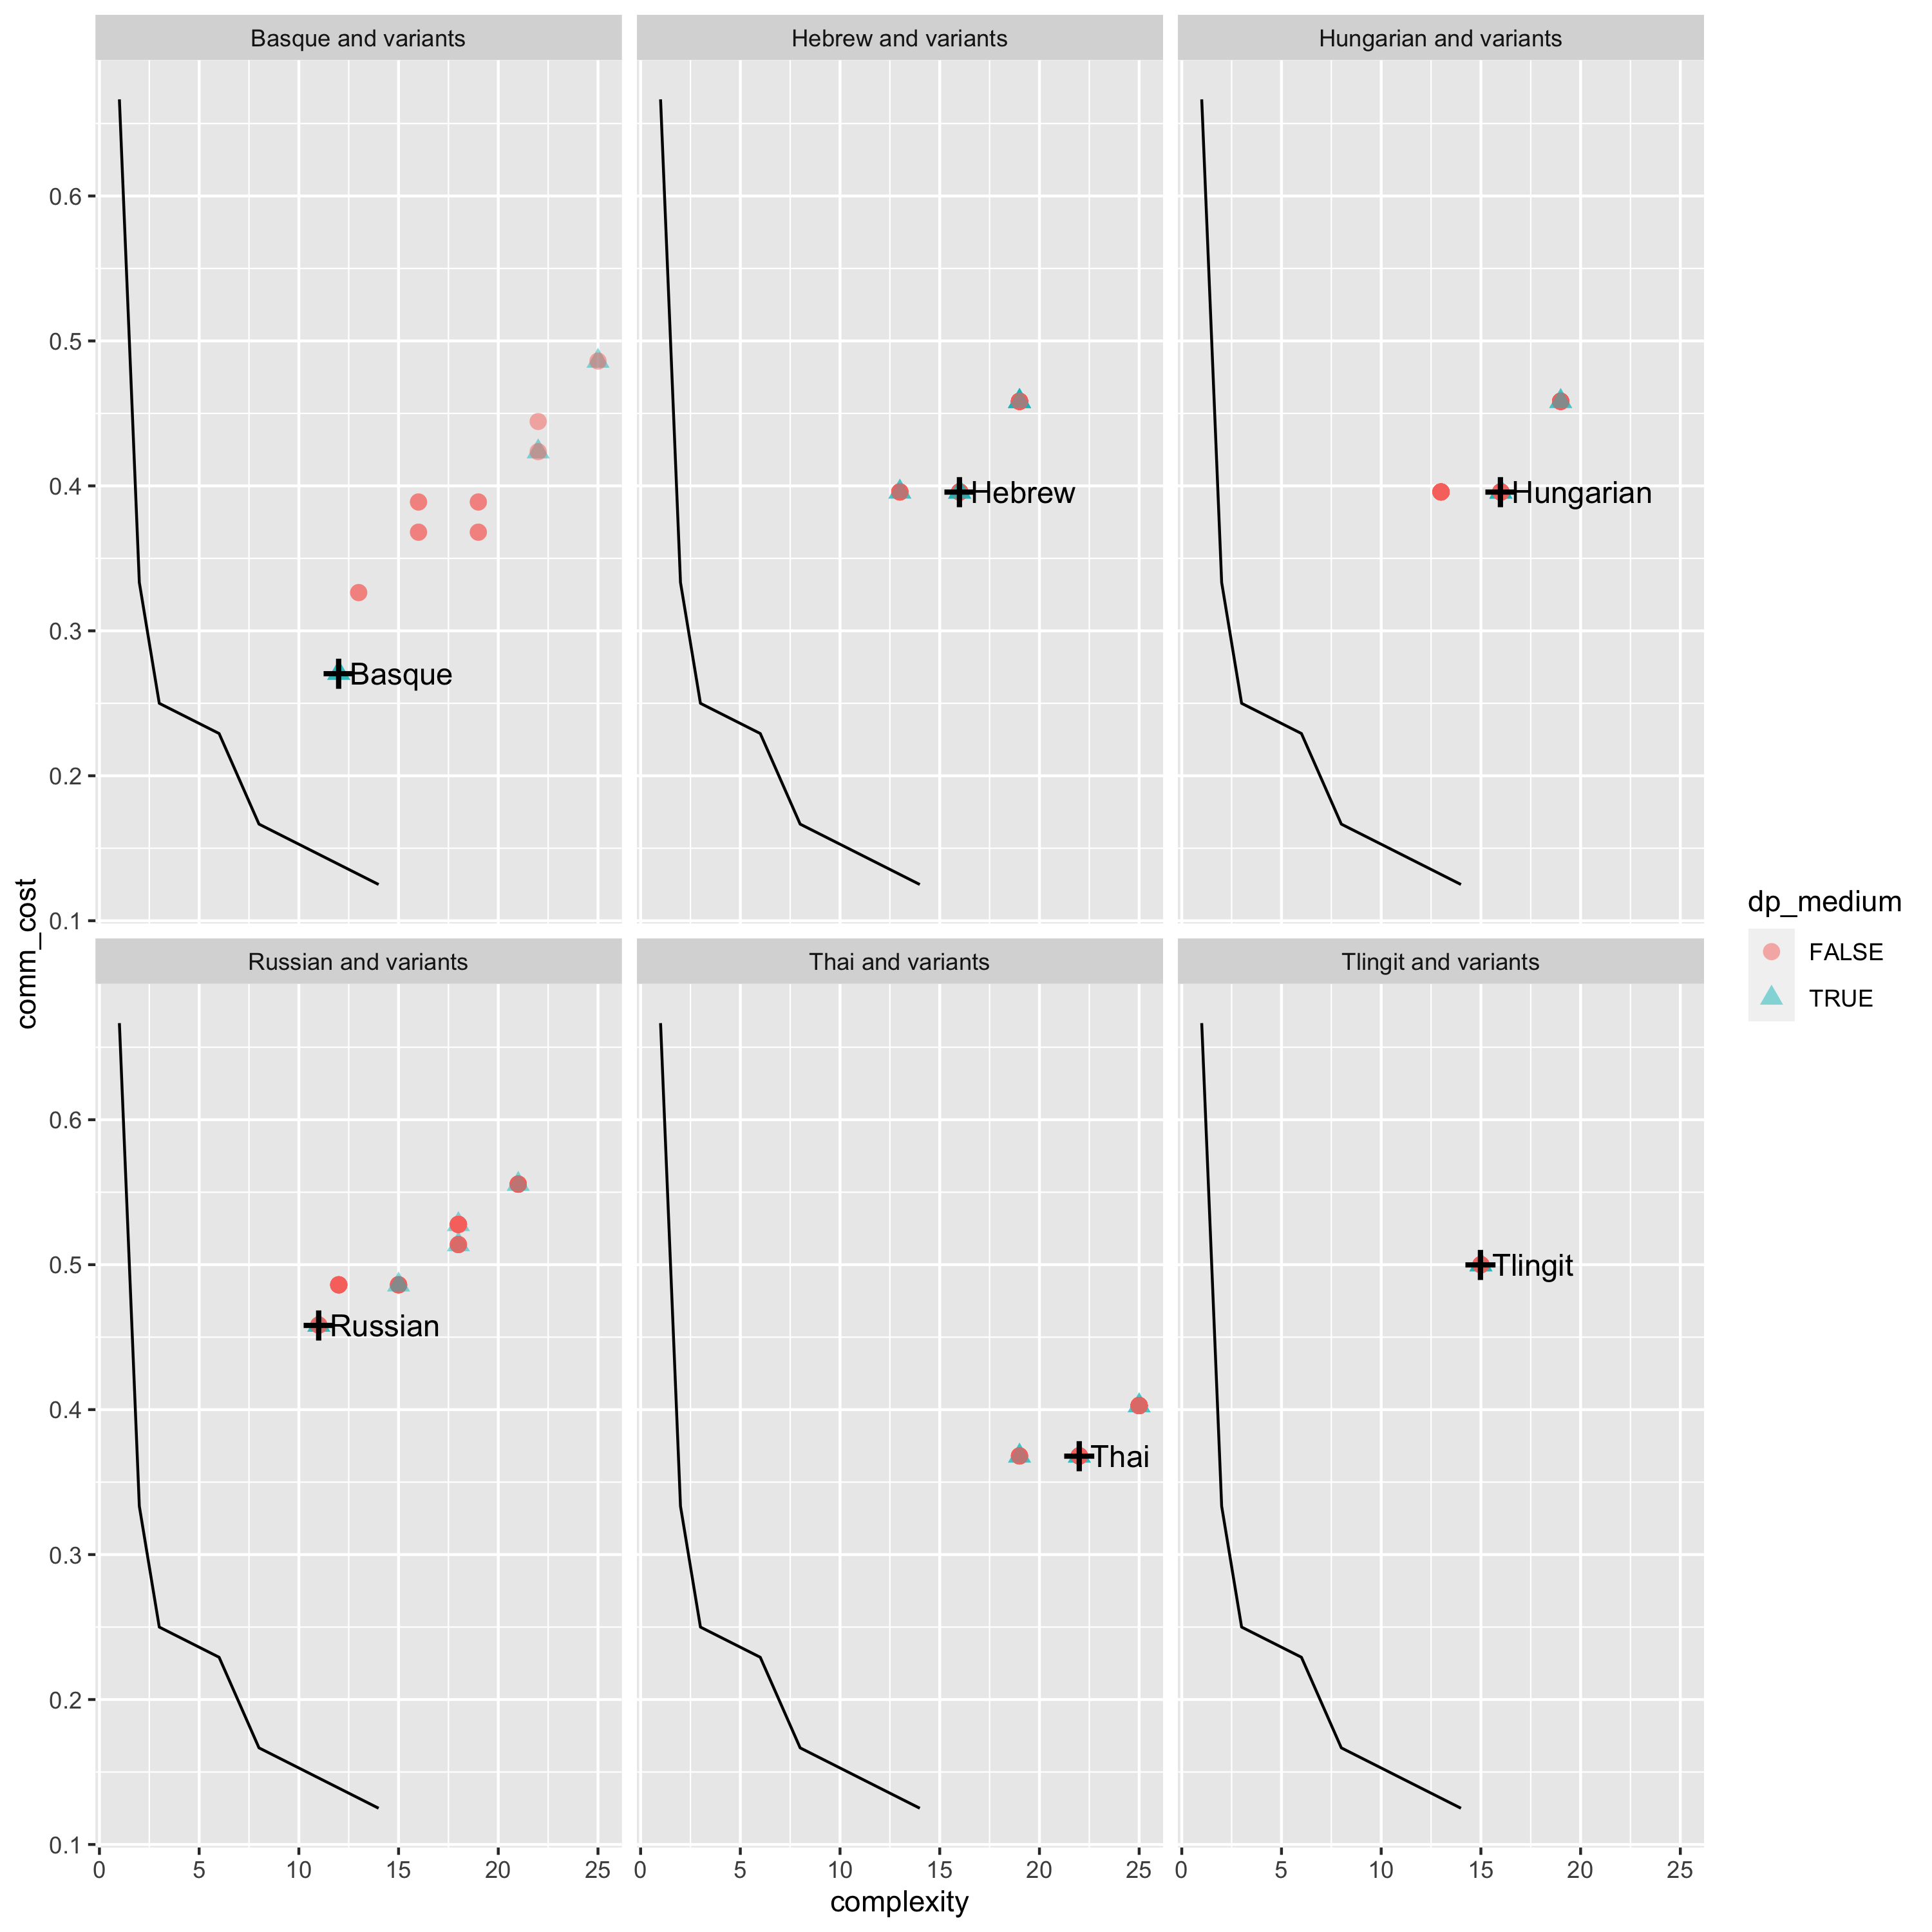 Basque and variants
Hebrew and variants
Hungarian and variants
0.6
0.5
0.4
0.3
0.2
0.1
Basque
Hebrew
Hungarian
Russian and variants
Thai and variants
Tlingit and variants
0.6
0.5
0.4
0.3
0.2
0.1
Russian
Thai
Tlingit
0 5 10 15 20 25
0 5 10 15 20 25
0 5 10 15 20 25
complexity
comm_cost
dp_medium
FALSE
TRUE